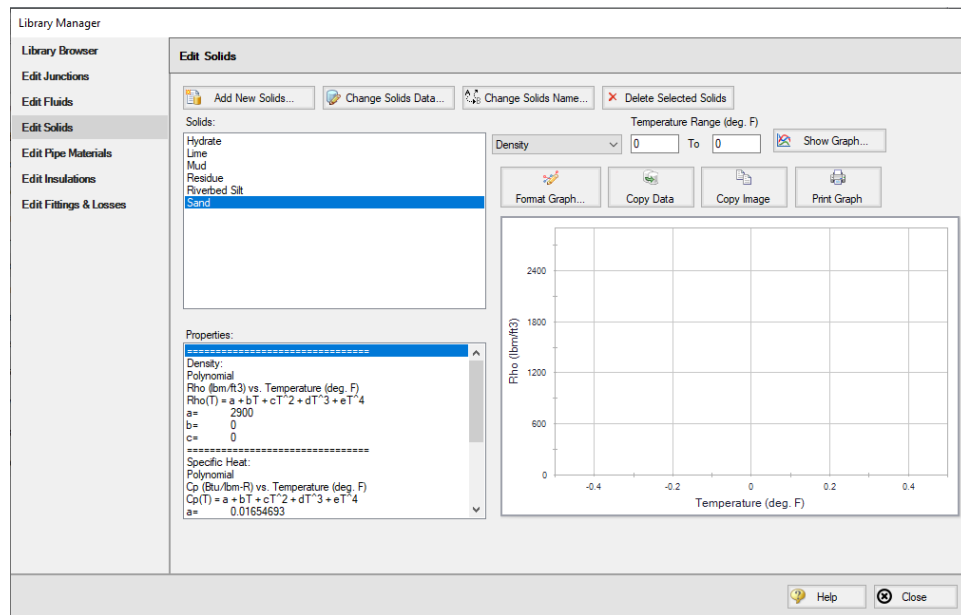 Library Manager
Library Browser
Edit Junctions
Edit Fluids
Edit Solids
Edit Pipe Materials
Edit Insulations
Edit Fittings & Losses
Edit Solids
Add New Solids...
Change Solids Data...
Change Solids Name...
Delete Selected Solids
Solids:
Hydrate
Lime
Mud
Residue
Riverbed Silt
Sand
Temperature Range (deg. F)
Density
0 To 0
Show Graph...
Format Graph...
Copy Data
Copy Image
Print Graph
Properties:
================================
Density:
Polynomial
Rho (lbm/ft3) vs. Temperature (deg. F)
Rho(T) = a + bT + cT^2 + dT^3 + eT^4
a= 2900
b= 0
c= 0
================================
Specific Heat:
Polynomial
Cp (Btu/lbm-R) vs. Temperature (deg. F)
Cp(T) = a + bT + cT^2 + dT^3 + eT^4
a= 0.01654693
Rho (lbm/ft3)
2400
1800
1200
600
0
-0.4 -0.2 0 0.2 0.4
Temperature (deg. F)
Help
Close